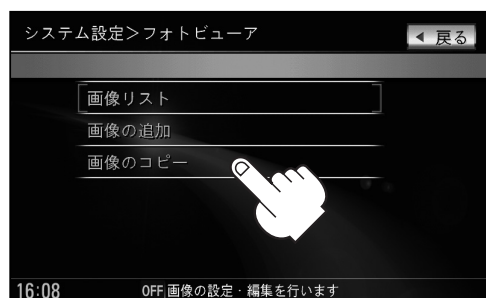 システム設定＞フォトビューア
◀ 戻る
画像リスト
画像の追加
画像のコピー
16:08
OFF 画像の設定・編集を行います